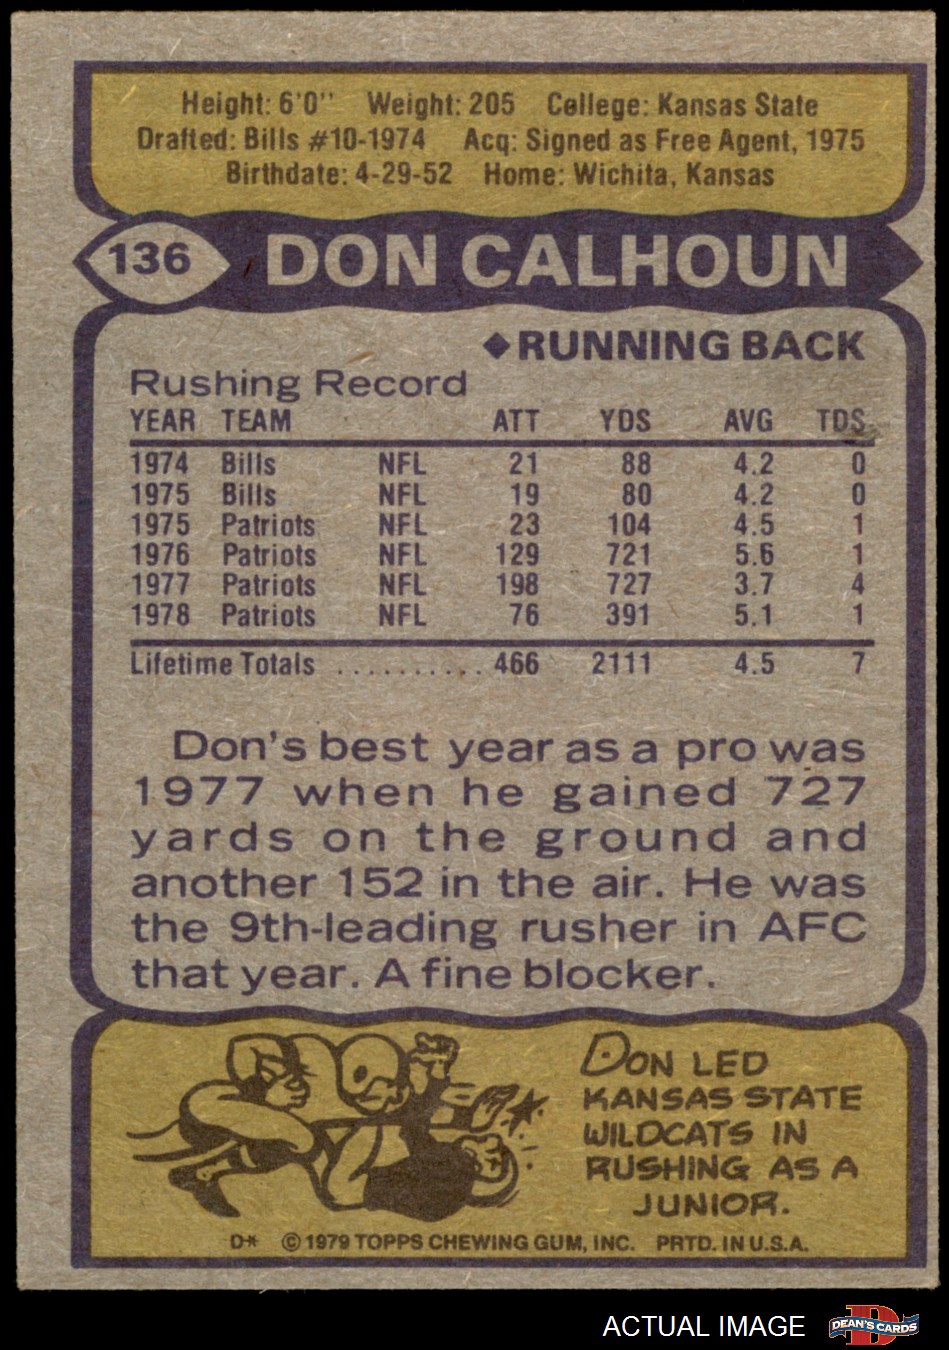 Height: 6'0" Weight: 205 College: Kansas State
Drafted: Bills #10-1974 Acq: Signed as Free Agent, 1975
Birthdate: 4-29-52 Home: Wichita, Kansas
136 DON CALHOUN
◆RUNNING BACK
Rushing Record
YEAR TEAM ATT YDS AVG TDS
1974 Bills NFL 21 88 4.2 0
1975 Bills NFL 19 80 4.2 0
1975 Patriots NFL 23 104 4.5 1
1976 Patriots NFL 129 721 5.6 1
1977 Patriots NFL 198 727 3.7 4
1978 Patriots NFL 76 391 5.1 1
Lifetime Totals .......... 466 2111 4.5 7
Don's best year as a pro was
1977 when he gained 727
yards on the ground and
another 152 in the air. He was
the 9th-leading rusher in AFC
that year. A fine blocker.
DON LED
KANSAS STATE
WILDCATS IN
RUSHING AS A
JUNIOR.
D* © 1979 TOPPS CHEWING GUM, INC. PRTD. IN U.S.A.
ACTUAL IMAGE DEAN'S CARDS